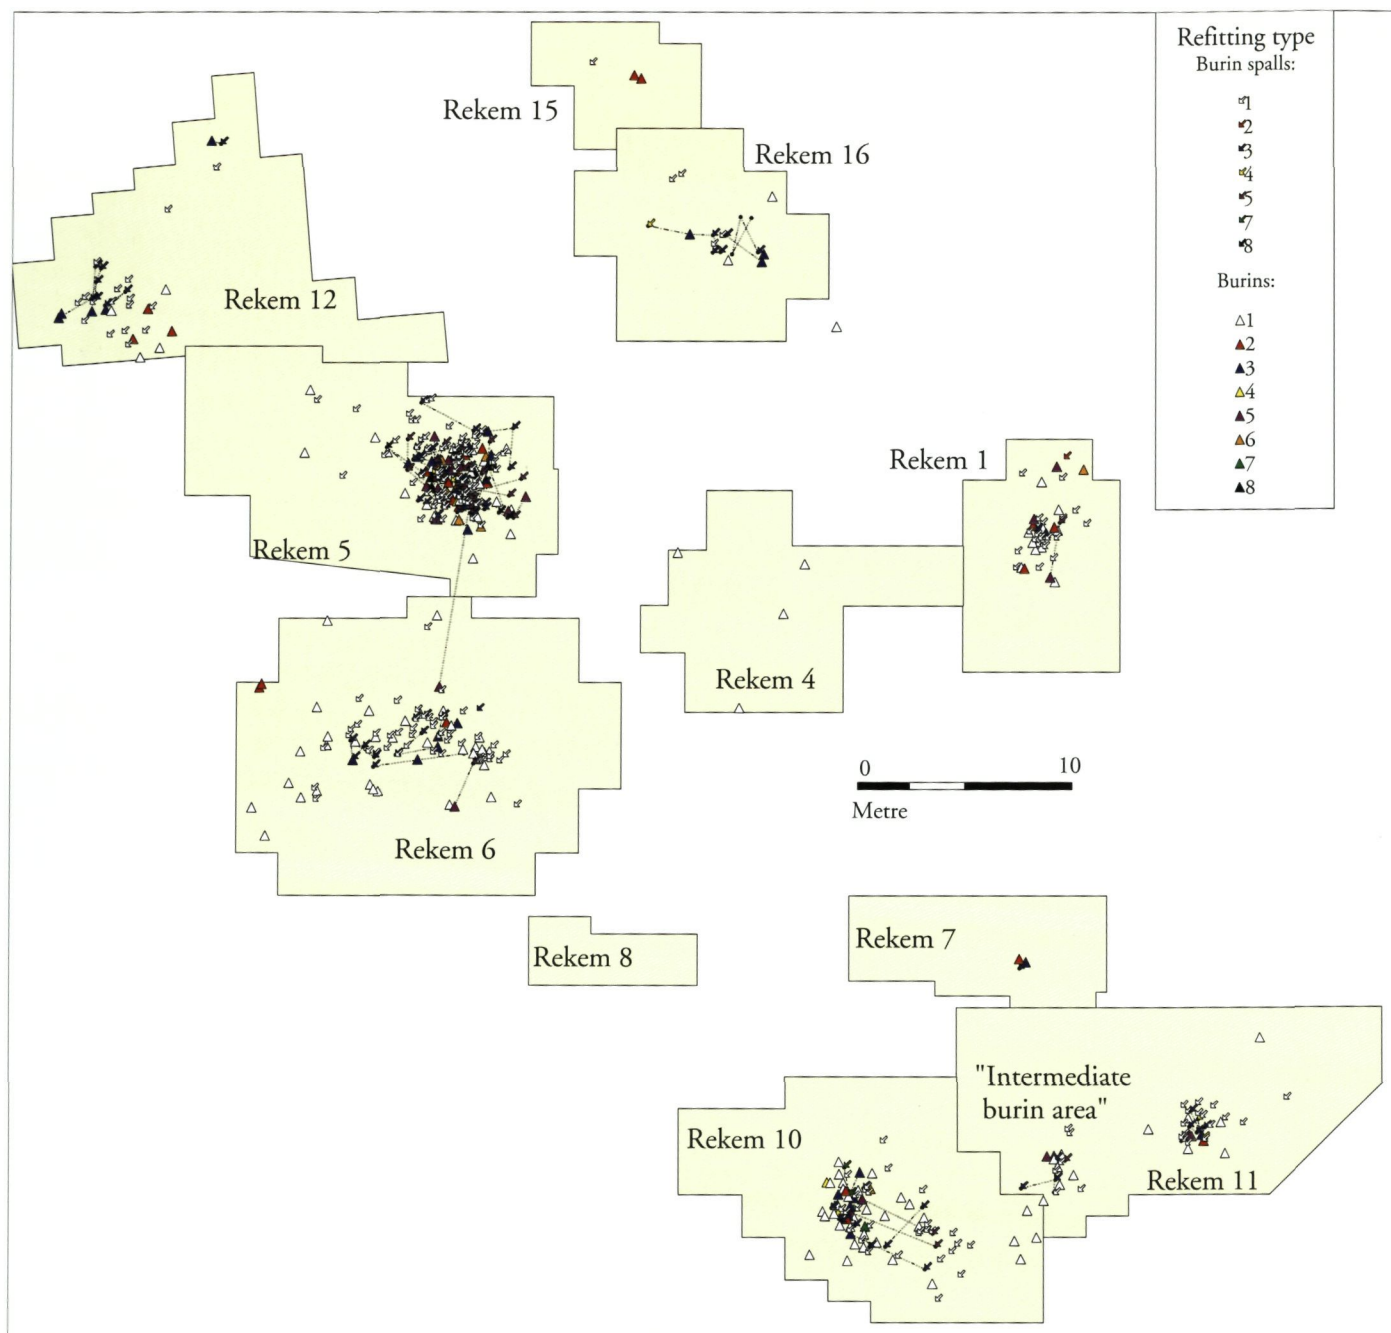 Refitting type
Burin spalls:
1
2
3
4
5
7
8
Burins:
1
2
3
4
5
6
7
8
Rekem 15
Rekem 16
Rekem 12
Rekem 1
Rekem 5
Rekem 4
0 10
Metre
Rekem 6
Rekem 7
Rekem 8
"Intermediate
burin area"
Rekem 10
Rekem 11